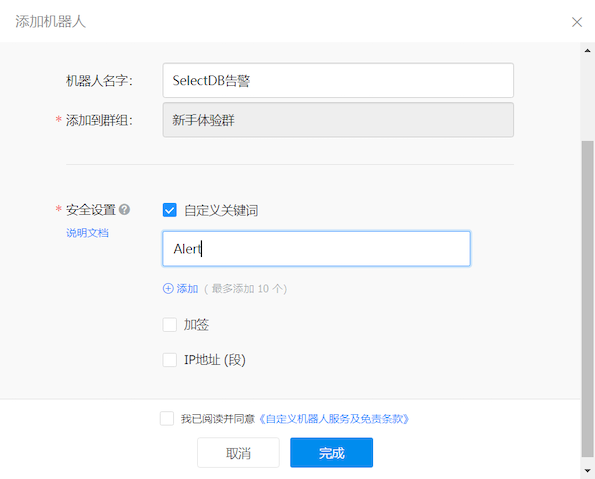 添加机器人
机器人名字: SelectDB告警
* 添加到群组: 新手体验群
* 安全设置 ? 自定义关键词
说明文档
Alert
添加 ( 最多添加 10 个 )
加签
IP地址 (段)
我已阅读并同意《自定义机器人服务及免责条款》
取消 完成